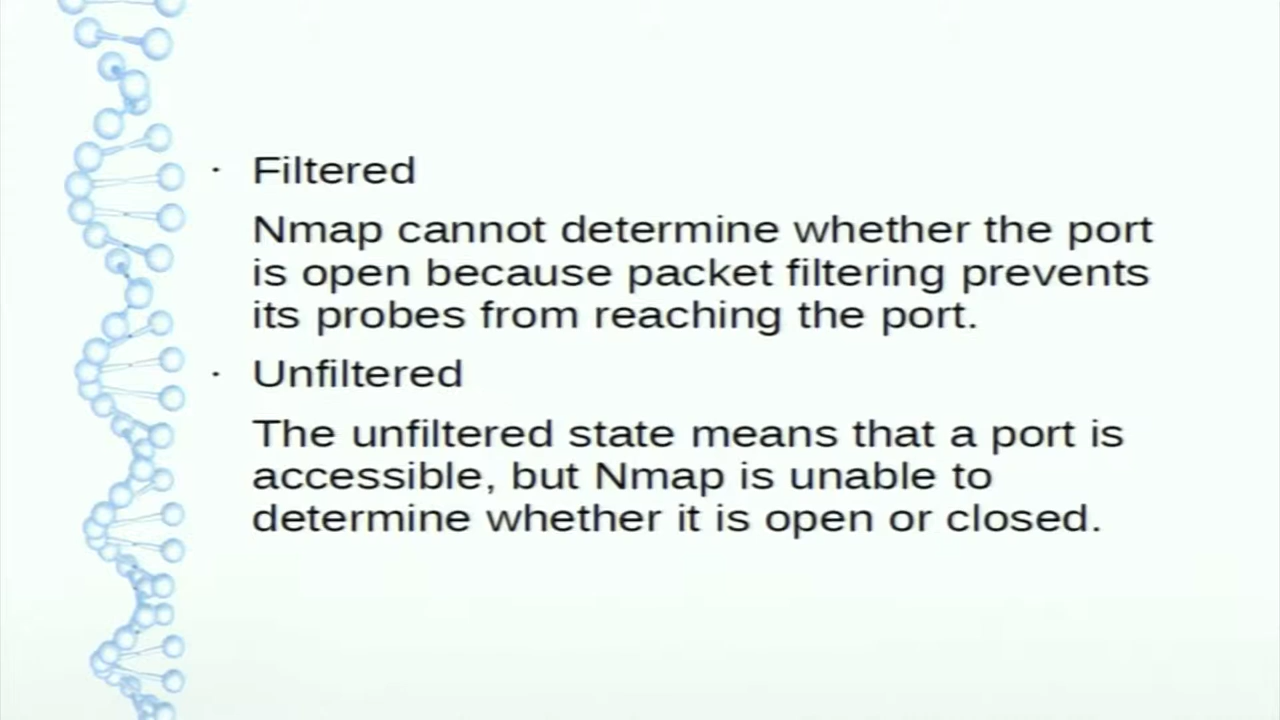 · Filtered
Nmap cannot determine whether the port
is open because packet filtering prevents
its probes from reaching the port.
· Unfiltered
The unfiltered state means that a port is
accessible, but Nmap is unable to
determine whether it is open or closed.